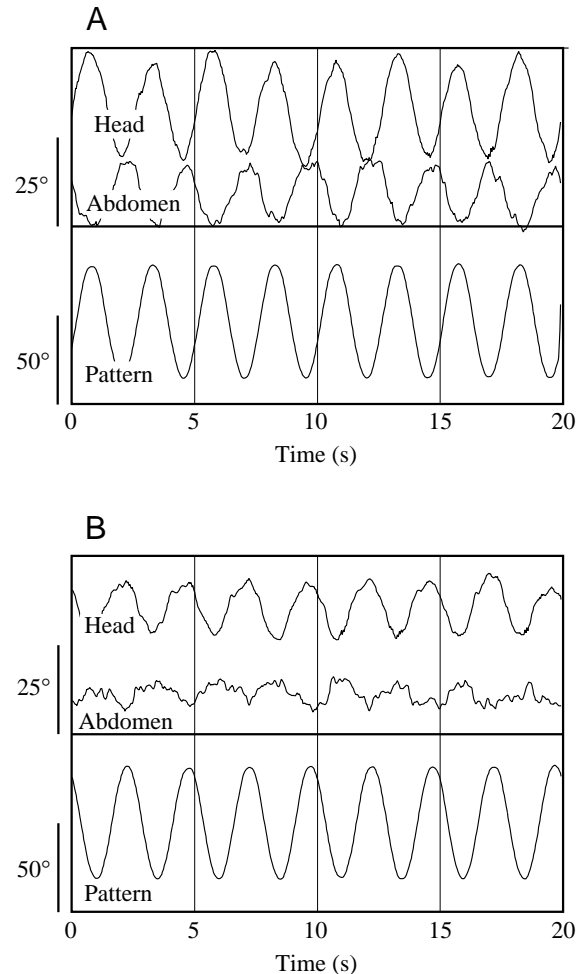 A
Head
25°
Abdomen
50°
Pattern
0 5 10 15 20
Time (s)
B
Head
25°
Abdomen
50°
Pattern
0 5 10 15 20
Time (s)